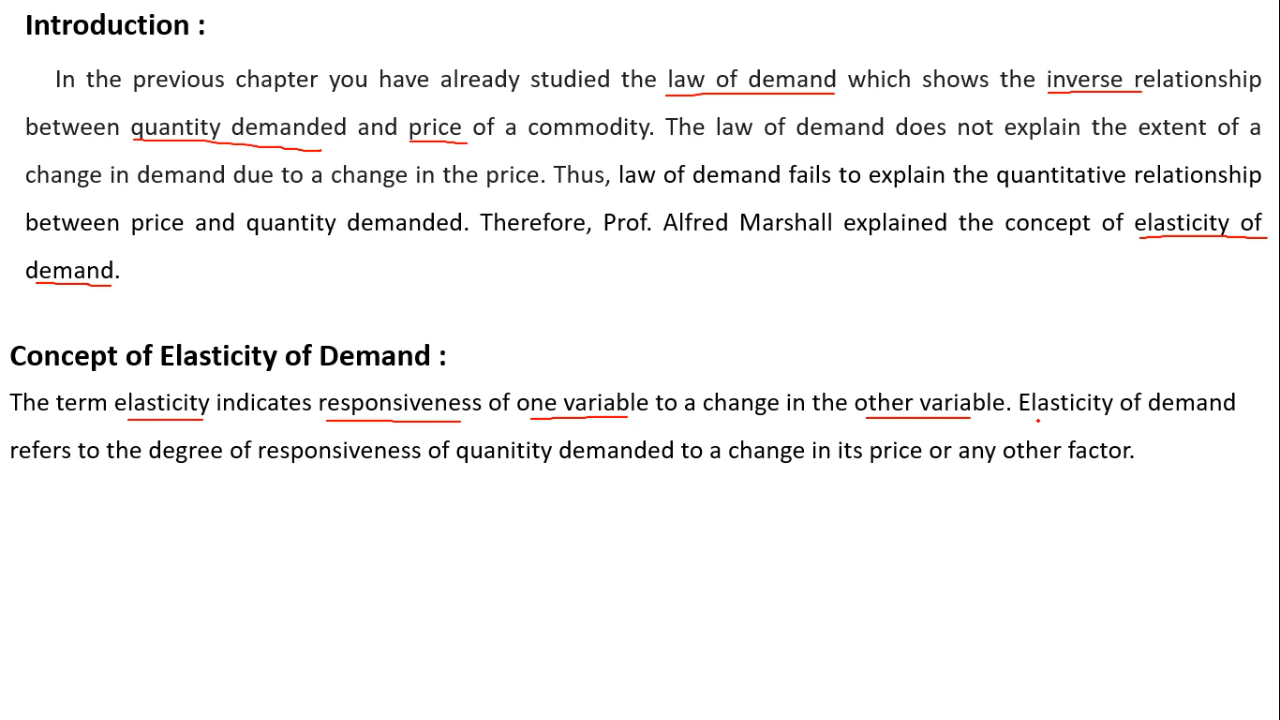 Introduction :
In the previous chapter you have already studied the law of demand which shows the inverse relationship
between quantity demanded and price of a commodity. The law of demand does not explain the extent of a
change in demand due to a change in the price. Thus, law of demand fails to explain the quantitative relationship
between price and quantity demanded. Therefore, Prof. Alfred Marshall explained the concept of elasticity of
demand.
Concept of Elasticity of Demand :
The term elasticity indicates responsiveness of one variable to a change in the other variable. Elasticity of demand
refers to the degree of responsiveness of quanitity demanded to a change in its price or any other factor.